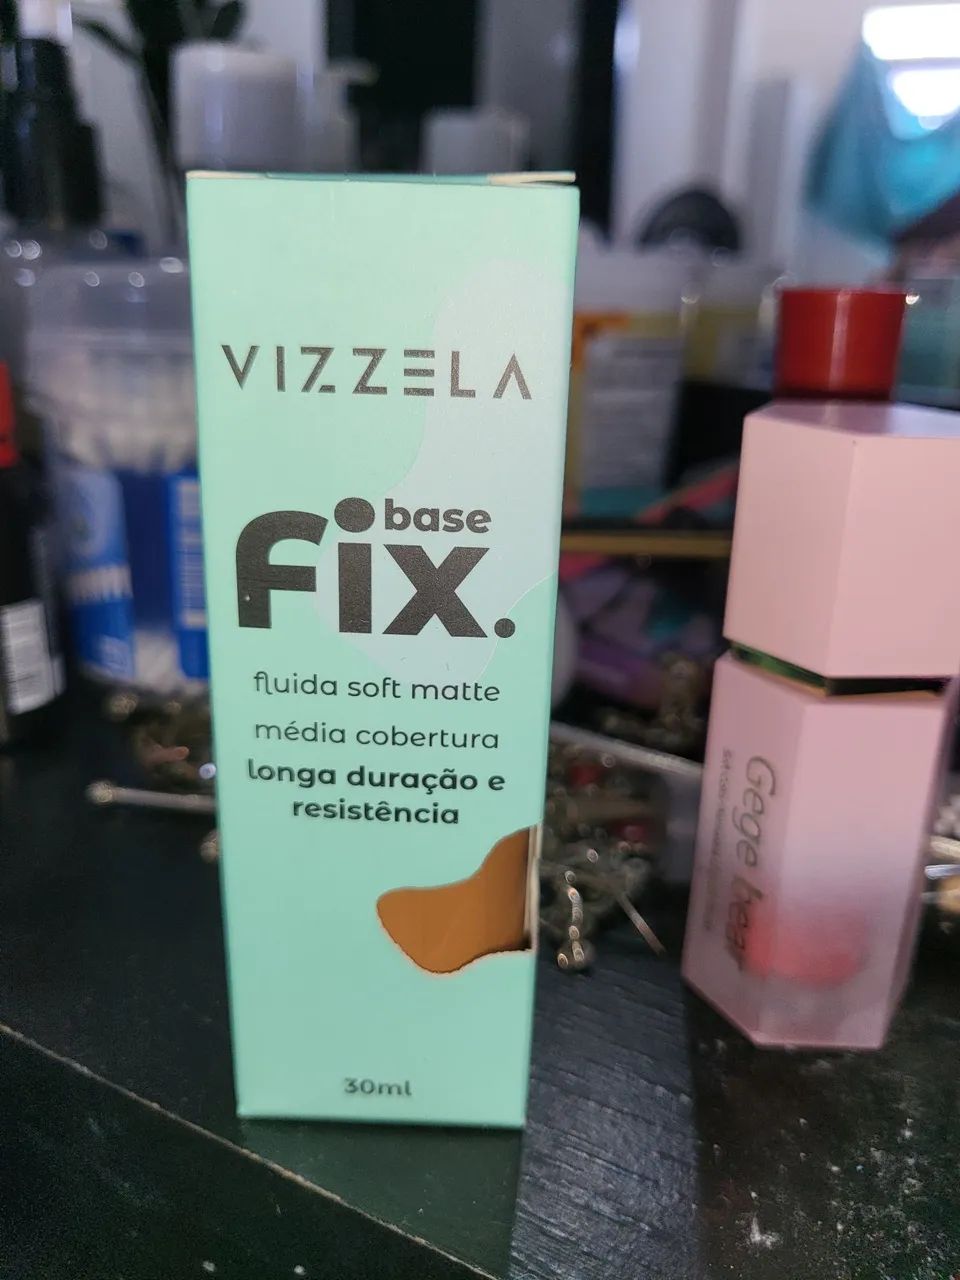 VIZZELA
base
Fix.
fluida soft matte
média cobertura
longa duração e
resistência
30ml
Gege bear